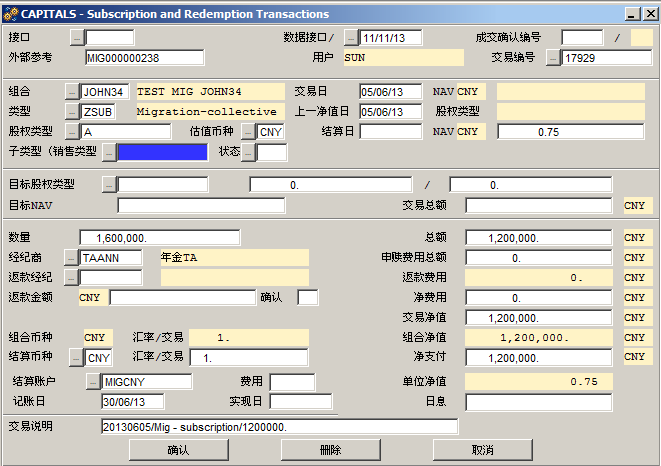 CAPITALS - Subscription and Redemption Transactions
接口 ... 数据接口/ ... 11/11/13 成交确认编号 /
外部参考 MIG000000238 用户 SUN 交易编号 ... 17929
组合 ... JOHN34 TEST MIG JOHN34 交易日 05/06/13 NAV CNY
类型 ... ZSUB Migration-collective 上一净值日 05/06/13 股权类型
股权类型 ... A 估值币种 ... CNY 结算日 NAV CNY 0.75
子类型 (销售类型 ... 状态 ...
目标股权类型 ... 0. / 0.
目标NAV 交易总额 CNY
数量 1,600,000. 总额 1,200,000. CNY
经纪商 ... TAANN 年金TA 申赎费用总额 0. CNY
返款经纪 ... 返款费用 0. CNY
返款金额 CNY 确认 净费用 0. CNY
交易净值 1,200,000. CNY
组合币种 CNY 汇率/交易 1. 组合净值 1,200,000. CNY
结算币种 ... CNY 汇率/交易 1. 净支付 1,200,000. CNY
结算账户 ... MIGCNY 费用 单位净值 0.75
记账日 30/06/13 实现日 日息
交易说明 20130605/Mig - subscription/1200000.
确认 删除 取消